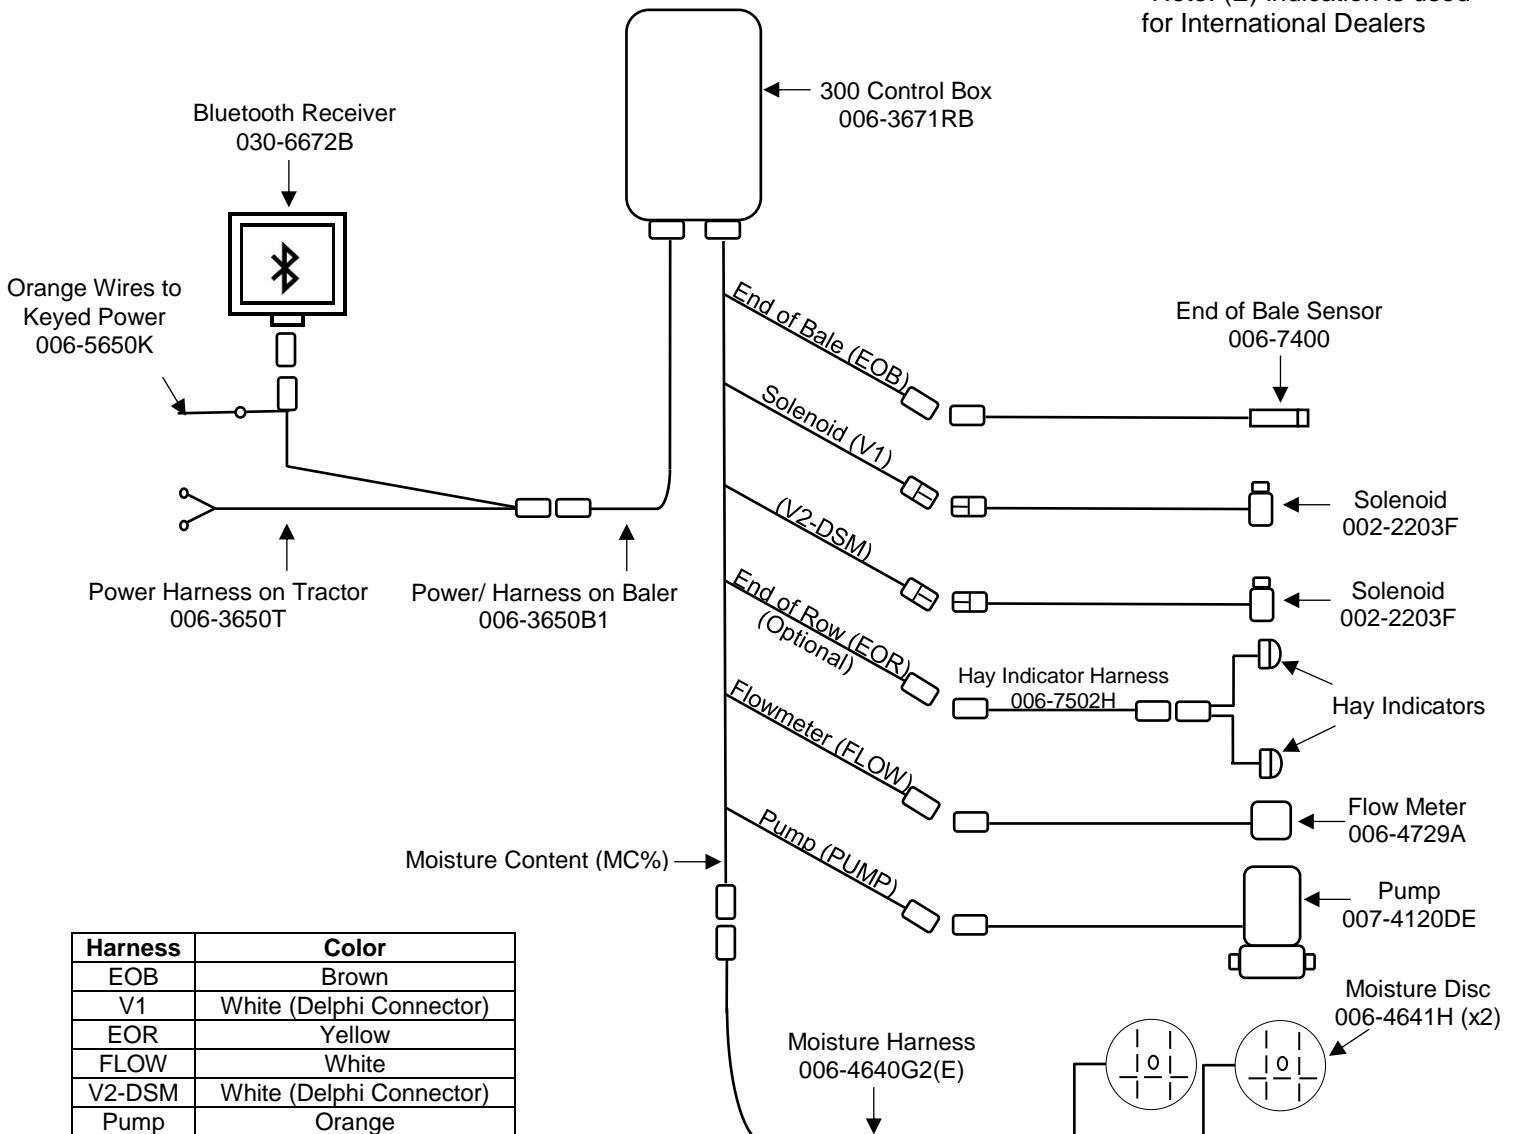 Note: (E) Indication is used
for International Dealers
300 Control Box
006-3671RB
Bluetooth Receiver
030-6672B
Orange Wires to
Keyed Power
006-5650K
End of Bale (EOB)
End of Bale Sensor
006-7400
Solenoid (V1)
Solenoid
002-2203F
(V2-DSM)
Solenoid
002-2203F
Power Harness on Tractor
006-3650T
Power/ Harness on Baler
006-3650B1
End of Row (EOR)
(Optional)
Hay Indicator Harness
006-7502H
Hay Indicators
Flowmeter (FLOW)
Flow Meter
006-4729A
Moisture Content (MC%)
Pump (PUMP)
Pump
007-4120DE
Harness Color
EOB Brown
V1 White (Delphi Connector)
EOR Yellow
FLOW White
V2-DSM White (Delphi Connector)
Pump Orange
Moisture Harness
006-4640G2(E)
Moisture Disc
006-4641H (x2)